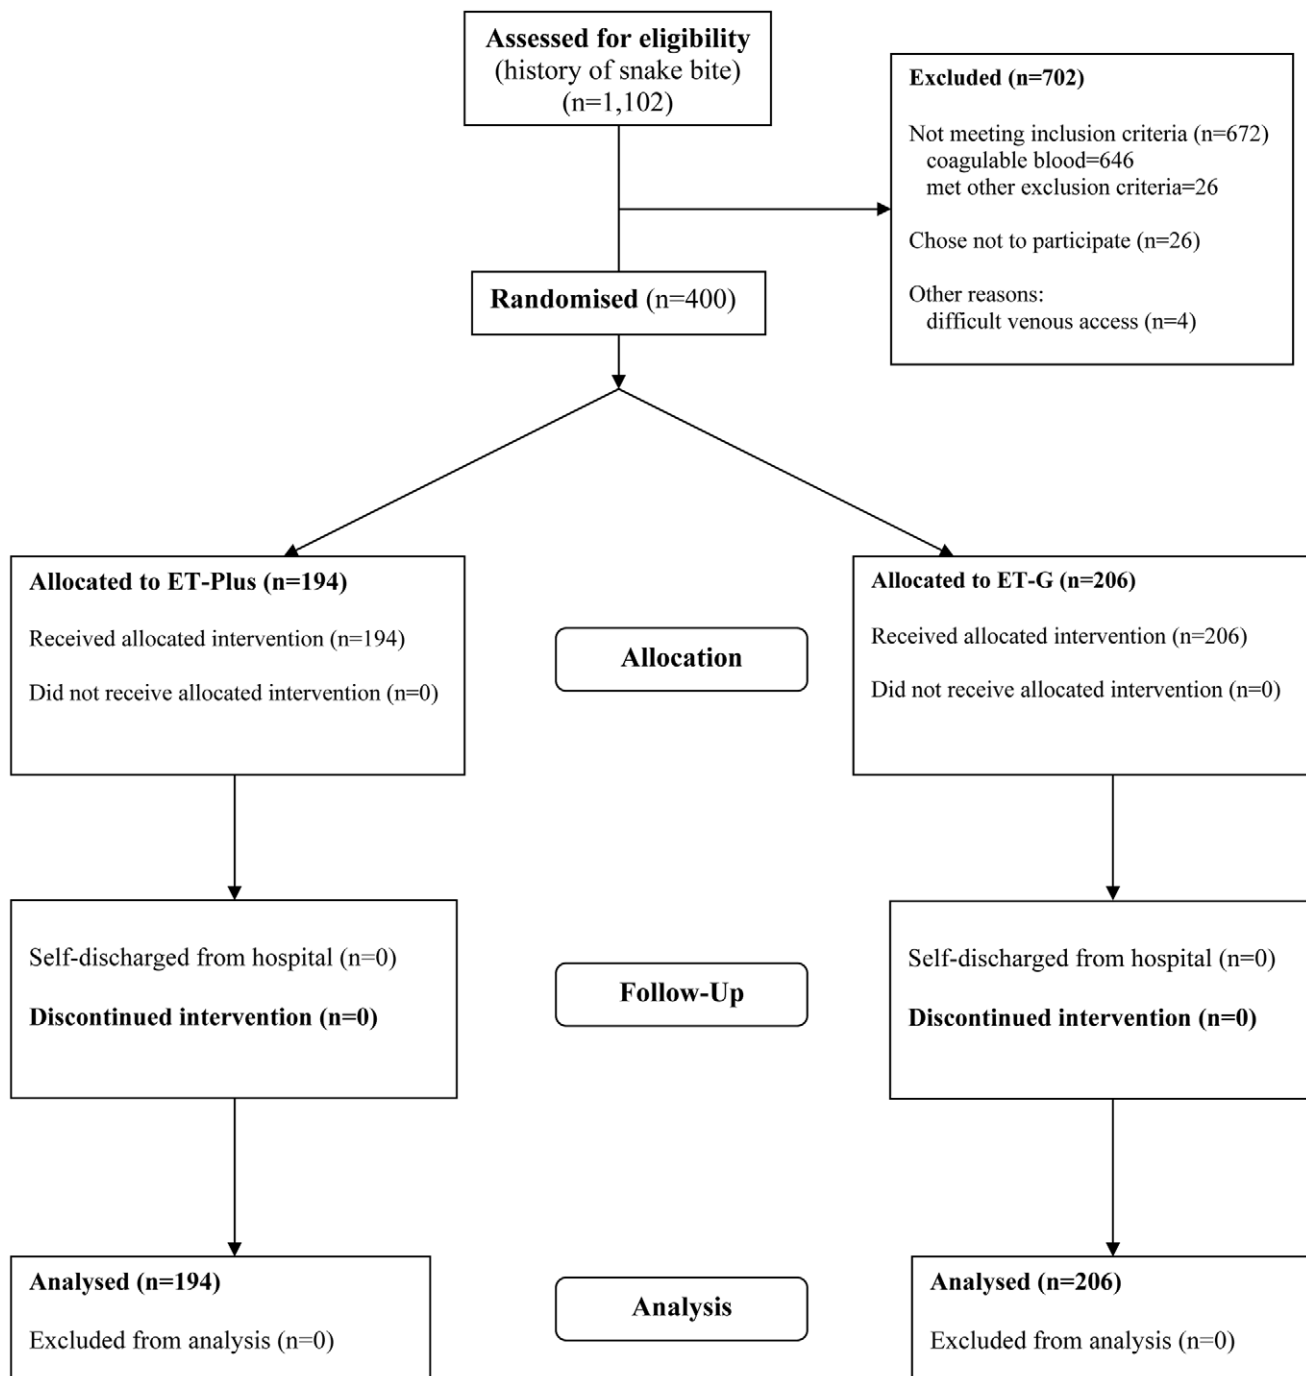 Assessed for eligibility
(history of snake bite)
(n=1,102)
Excluded (n=702)
Not meeting inclusion criteria (n=672)
coagulable blood=646
met other exclusion criteria=26
Chose not to participate (n=26)
Other reasons:
difficult venous access (n=4)
Randomised (n=400)
Allocated to ET-Plus (n=194)
Received allocated intervention (n=194)
Did not receive allocated intervention (n=0)
Allocation
Allocated to ET-G (n=206)
Received allocated intervention (n=206)
Did not receive allocated intervention (n=0)
Self-discharged from hospital (n=0)
Discontinued intervention (n=0)
Follow-Up
Self-discharged from hospital (n=0)
Discontinued intervention (n=0)
Analysed (n=194)
Excluded from analysis (n=0)
Analysis
Analysed (n=206)
Excluded from analysis (n=0)